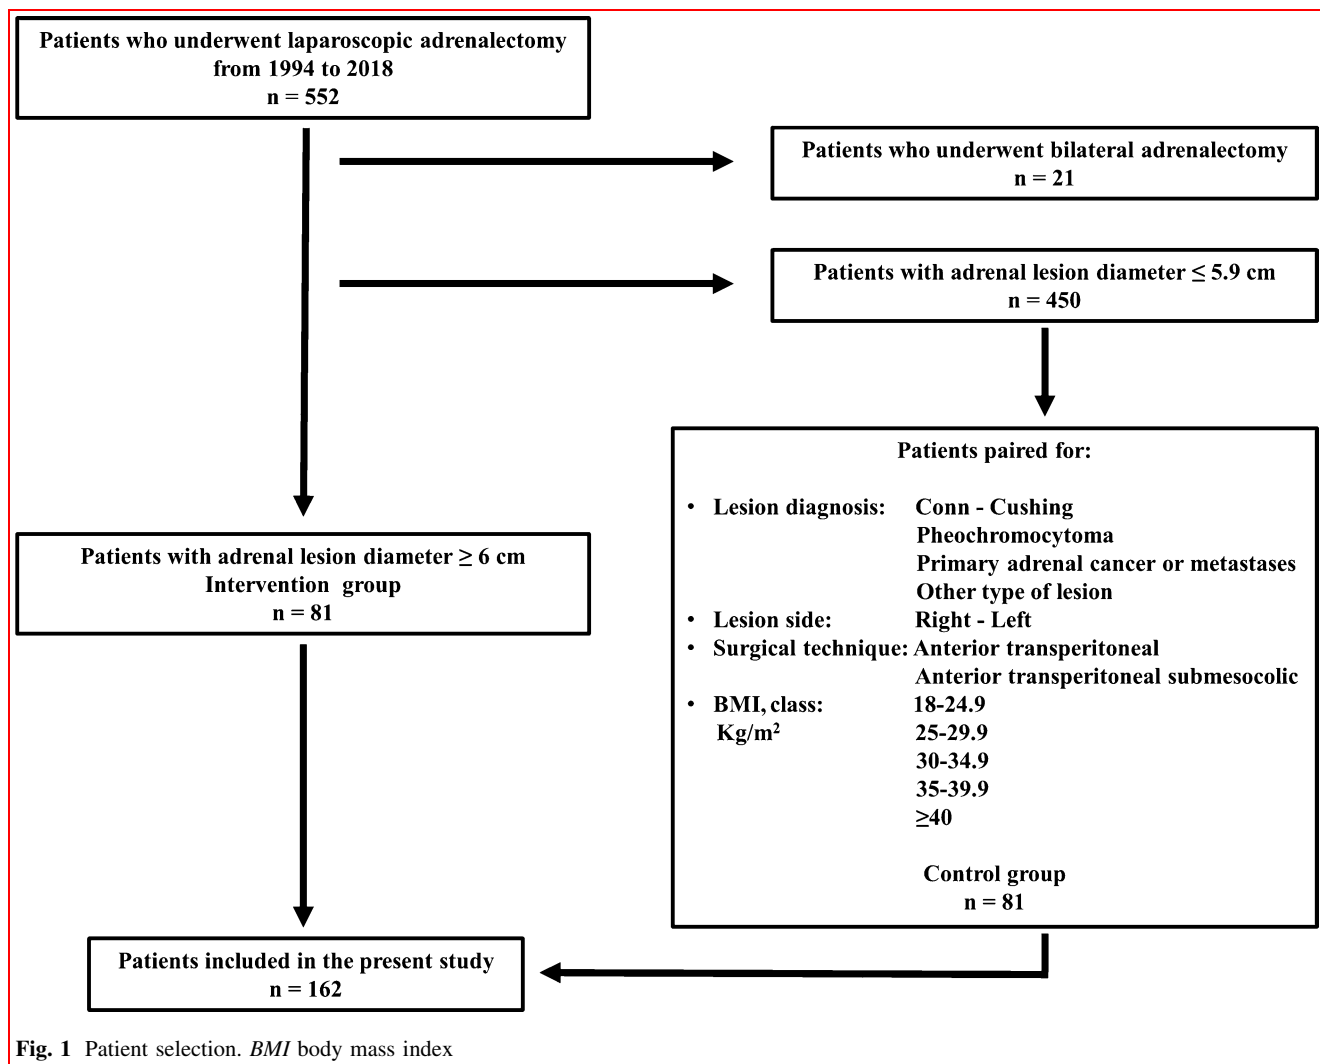 Patients who underwent laparoscopic adrenalectomy
from 1994 to 2018
n = 552
Patients who underwent bilateral adrenalectomy
n = 21
Patients with adrenal lesion diameter ≤ 5.9 cm
n = 450
Patients paired for:
• Lesion diagnosis: Conn - Cushing
Pheochromocytoma
Primary adrenal cancer or metastases
Other type of lesion
• Lesion side: Right - Left
• Surgical technique: Anterior transperitoneal
Anterior transperitoneal submesocolic
• BMI, class: 18-24.9
Kg/m² 25-29.9
30-34.9
35-39.9
≥40
Control group
n = 81
Patients with adrenal lesion diameter ≥ 6 cm
Intervention group
n = 81
Patients included in the present study
n = 162
Fig. 1 Patient selection. BMI body mass index